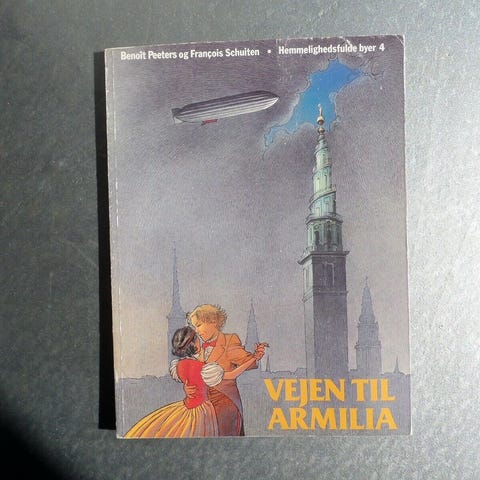 Benoît Peeters og François Schuiten • Hemmelighedsfulde byer 4
VEJEN TIL
ARMILIA